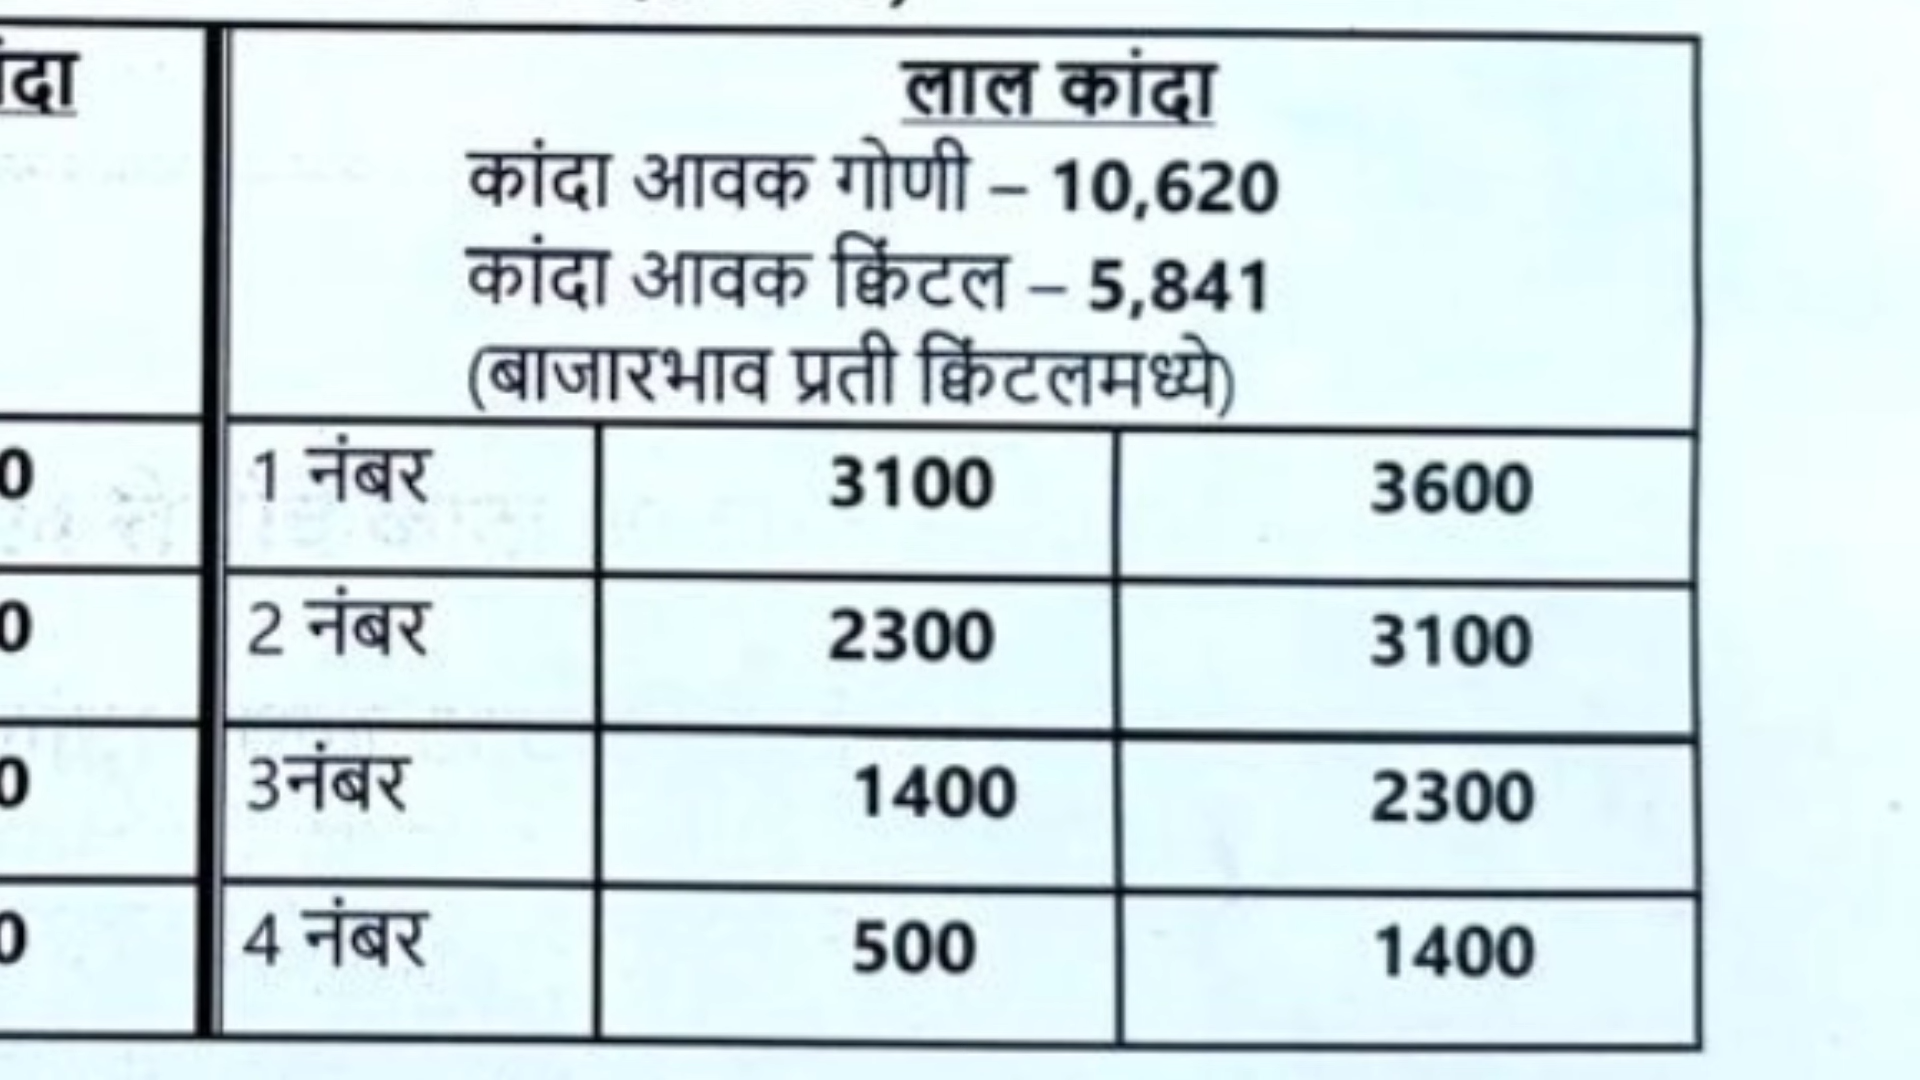 लाल कांदा
कांदा आवक गोणी – 10,620
कांदा आवक क्विंटल – 5,841
(बाजारभाव प्रती क्विंटलमध्ये)
1 नंबर 3100 3600
2 नंबर 2300 3100
3नंबर 1400 2300
4 नंबर 500 1400